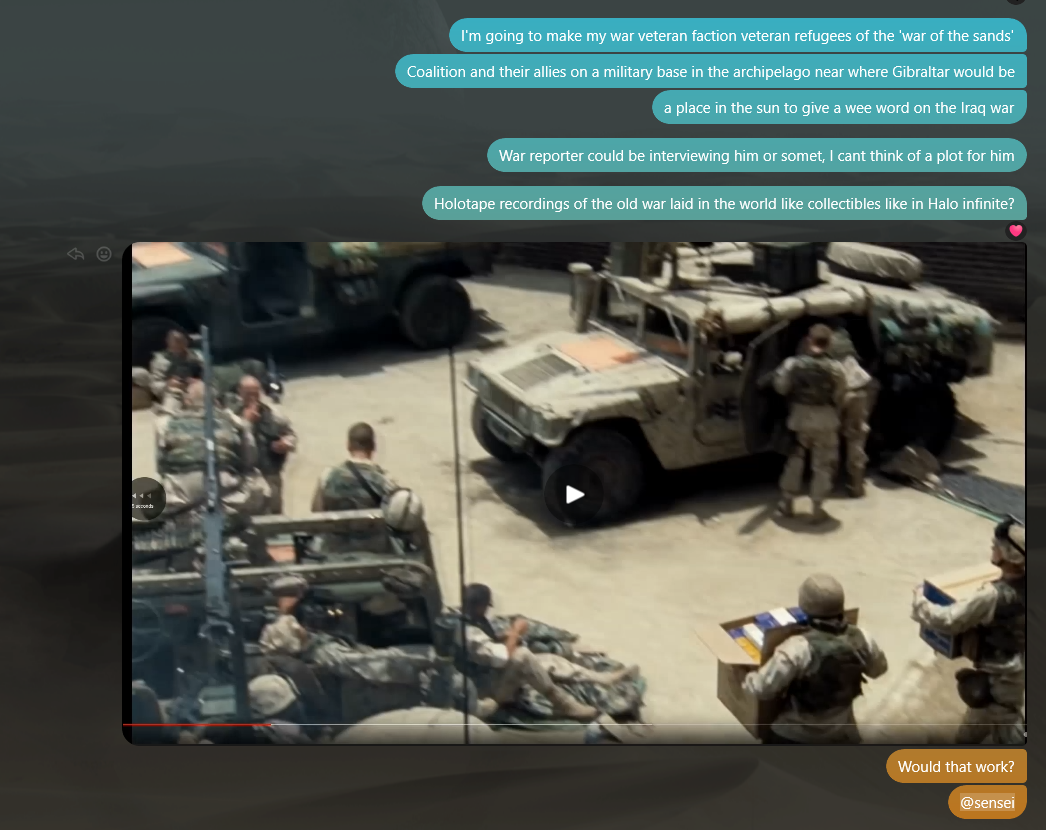 I'm going to make my war veteran faction veteran refugees of the 'war of the sands'
Coalition and their allies on a military base in the archipelago near where Gibraltar would be
a place in the sun to give a wee word on the Iraq war
War reporter could be interviewing him or somet, I cant think of a plot for him
Holotape recordings of the old war laid in the world like collectibles like in Halo infinite?
5 seconds
Would that work?
@sensei